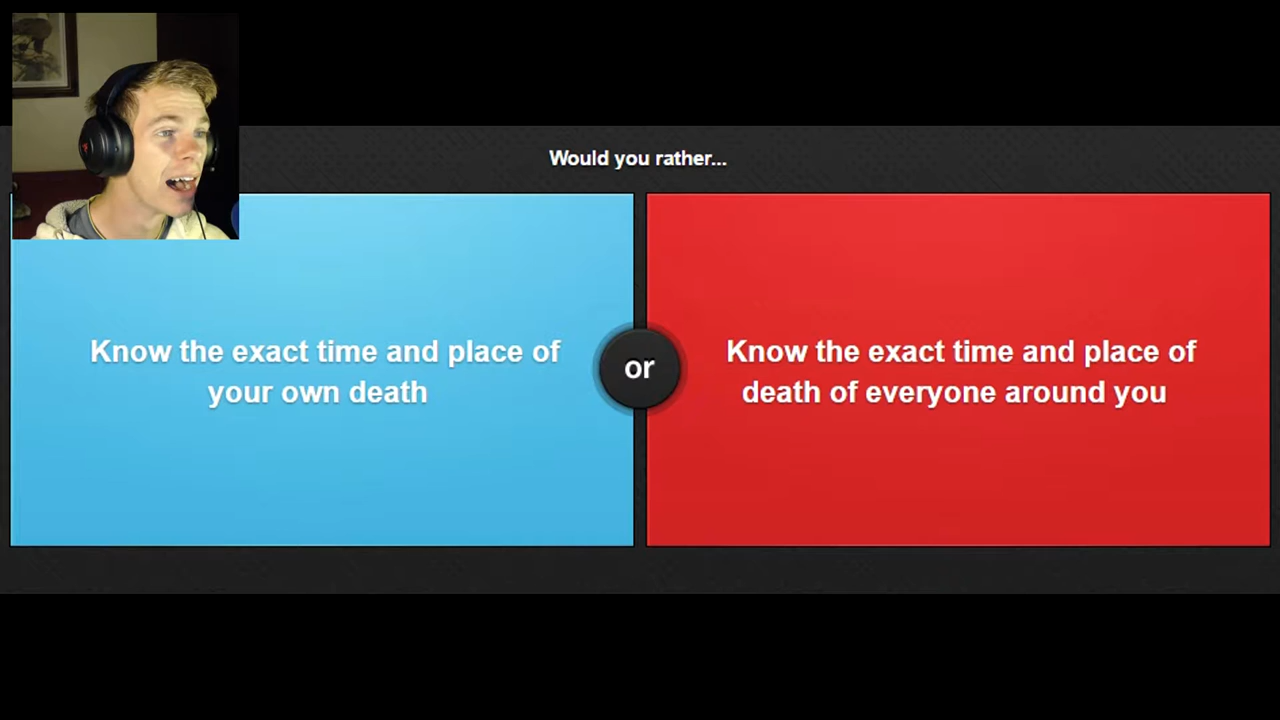 Would you rather...
Know the exact time and place of
your own death
or
Know the exact time and place of
death of everyone around you